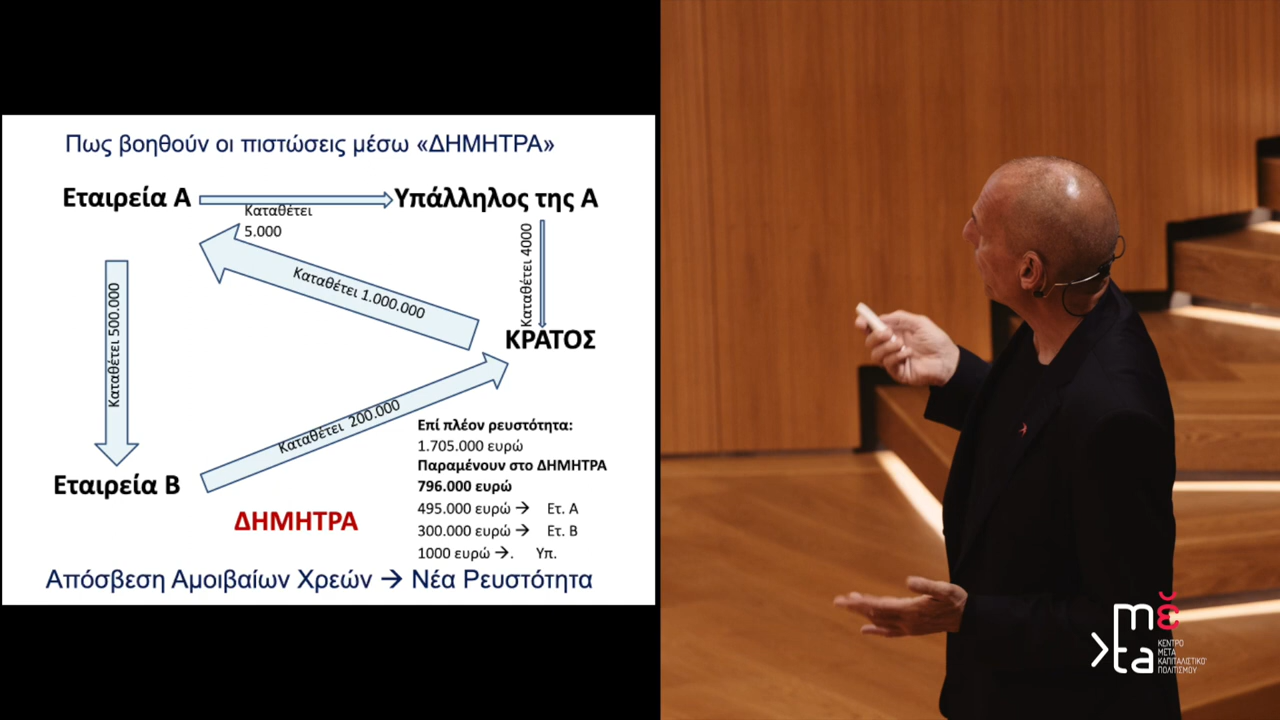 Πως βοηθούν οι πιστώσεις μέσω «ΔΗΜΗΤΡΑ»
Εταιρεία Α
Υπάλληλος της Α
Καταθέτει
5.000
Καταθέτει 4000
Καταθέτει 1.000.000
Καταθέτει 500.000
ΚΡΑΤΟΣ
Καταθέτει 200.000
Εταιρεία Β
ΔΗΜΗΤΡΑ
Επί πλέον ρευστότητα:
1.705.000 ευρώ
Παραμένουν στο ΔΗΜΗΤΡΑ
796.000 ευρώ
495.000 ευρώ → Ετ. Α
300.000 ευρώ → Ετ. Β
1000 ευρώ →. Υπ.
Απόσβεση Αμοιβαίων Χρεών → Νέα Ρευστότητα
mέta
ΚΕΝΤΡΟ
ΜΕΤΑ
ΚΑΠΙΤΑΛΙΣΤΙΚΟΥ
ΠΟΛΙΤΙΣΜΟΥ